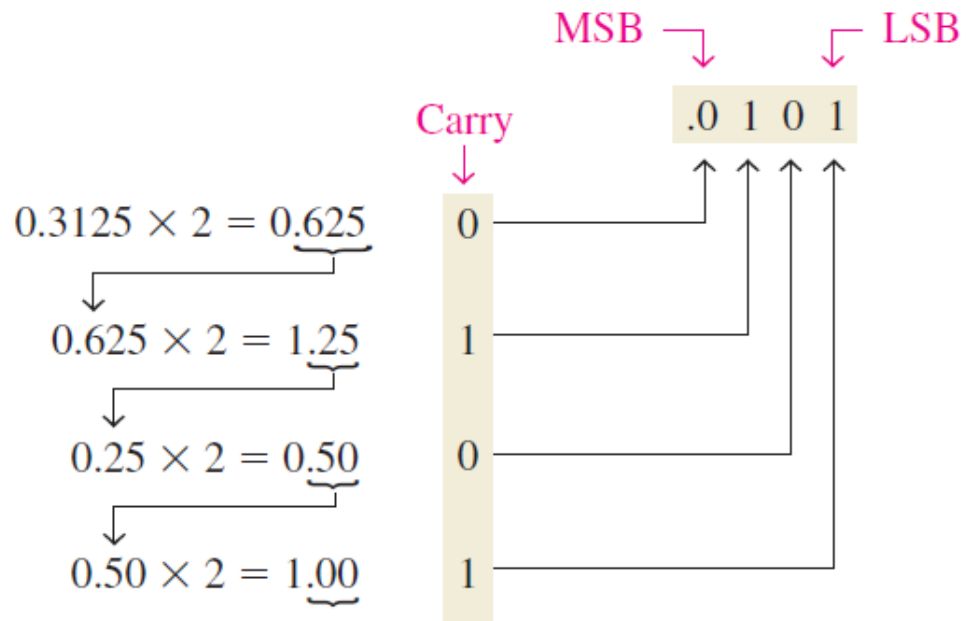 MSB LSB
.0 1 0 1
Carry
0.3125 × 2 = 0.625 0
0.625 × 2 = 1.25 1
0.25 × 2 = 0.50 0
0.50 × 2 = 1.00 1